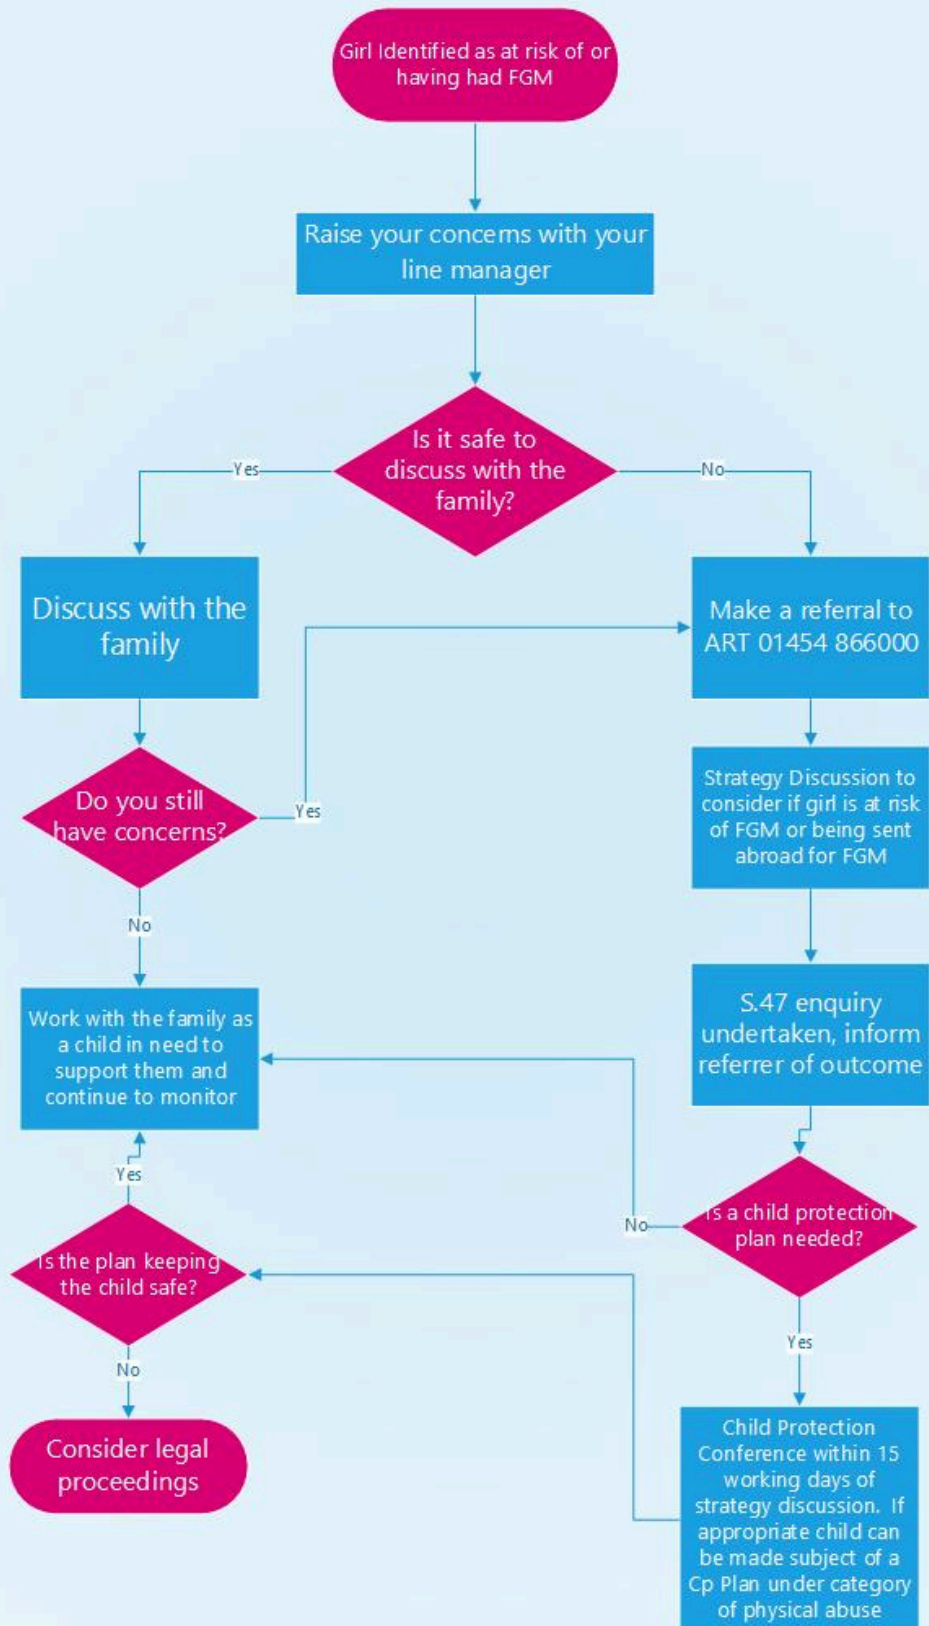 Girl Identified as at risk of or
having had FGM
Raise your concerns with your
line manager
Is it safe to
discuss with the
family?
Yes
No
Discuss with the
family
Make a referral to
ART 01454 866000
Do you still
have concerns?
Yes
Strategy Discussion to
consider if girl is at risk
of FGM or being sent
abroad for FGM
No
Work with the family as
a child in need to
support them and
continue to monitor
S.47 enquiry
undertaken, inform
referrer of outcome
Yes
Is a child protection
plan needed?
No
Is the plan keeping
the child safe?
Yes
No
Consider legal
proceedings
Child Protection
Conference within 15
working days of
strategy discussion. If
appropriate child can
be made subject of a
Cp Plan under category
of physical abuse